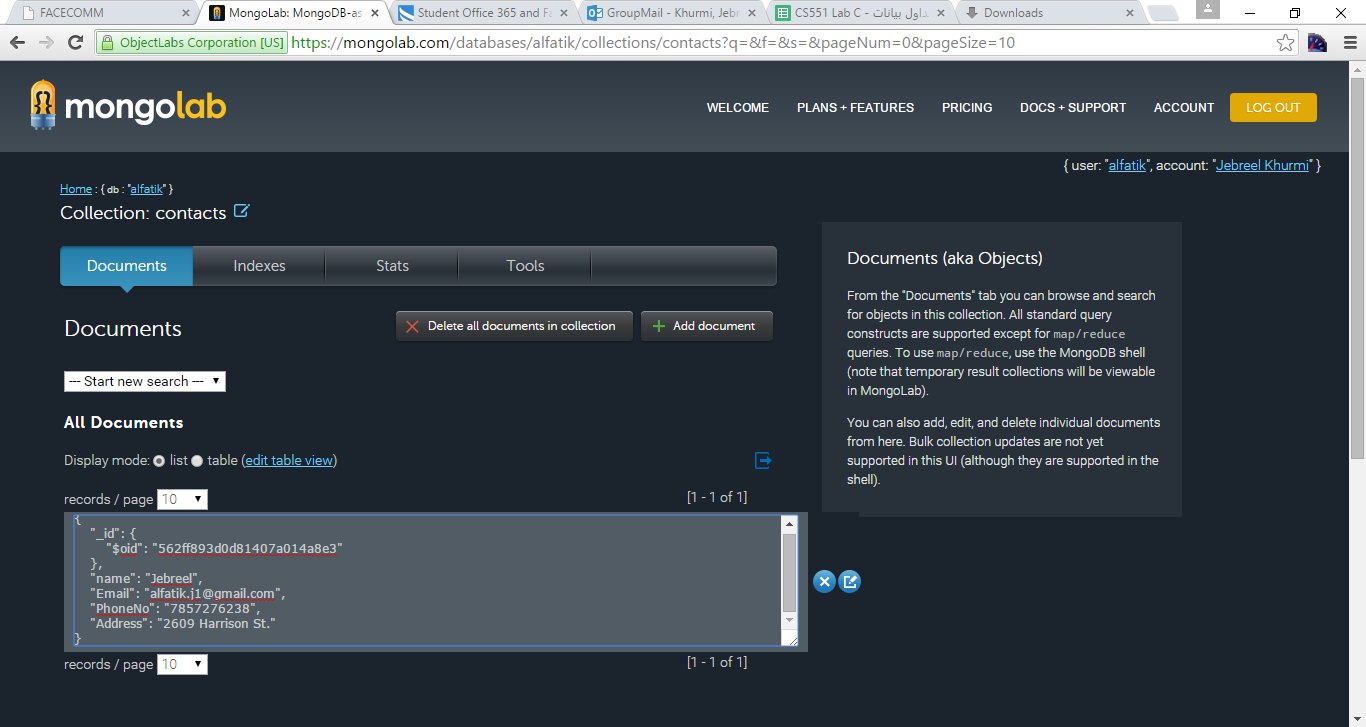 FACECOMM
MongoLab: MongoDB-as
Student Office 365 and Fa
GroupMail - Khurmi, Jebr
CS551 Lab C - جداول بيانات
Downloads
ObjectLabs Corporation [US]
https://mongolab.com/databases/alfatik/collections/contacts?q=&f=&s=&pageNum=0&pageSize=10
mongolab
WELCOME
PLANS + FEATURES
PRICING
DOCS + SUPPORT
ACCOUNT
LOG OUT
{ user: "alfatik", account: "Jebreel Khurmi" }
Home : { db : "alfatik" }
Collection: contacts
Documents
Indexes
Stats
Tools
Documents
Delete all documents in collection
Add document
--- Start new search ---
All Documents
Display mode: list table (edit table view)
records / page 10
[1 - 1 of 1]
{
"_id": {
"$oid": "562ff893d0d81407a014a8e3"
},
"name": "Jebreel",
"Email": "alfatik.j1@gmail.com",
"PhoneNo": "7857276238",
"Address": "2609 Harrison St."
}
records / page 10
[1 - 1 of 1]
Documents (aka Objects)
From the "Documents" tab you can browse and search
for objects in this collection. All standard query
constructs are supported except for map/reduce
queries. To use map/reduce, use the MongoDB shell
(note that temporary result collections will be viewable
in MongoLab).
You can also add, edit, and delete individual documents
from here. Bulk collection updates are not yet
supported in this UI (although they are supported in the
shell).